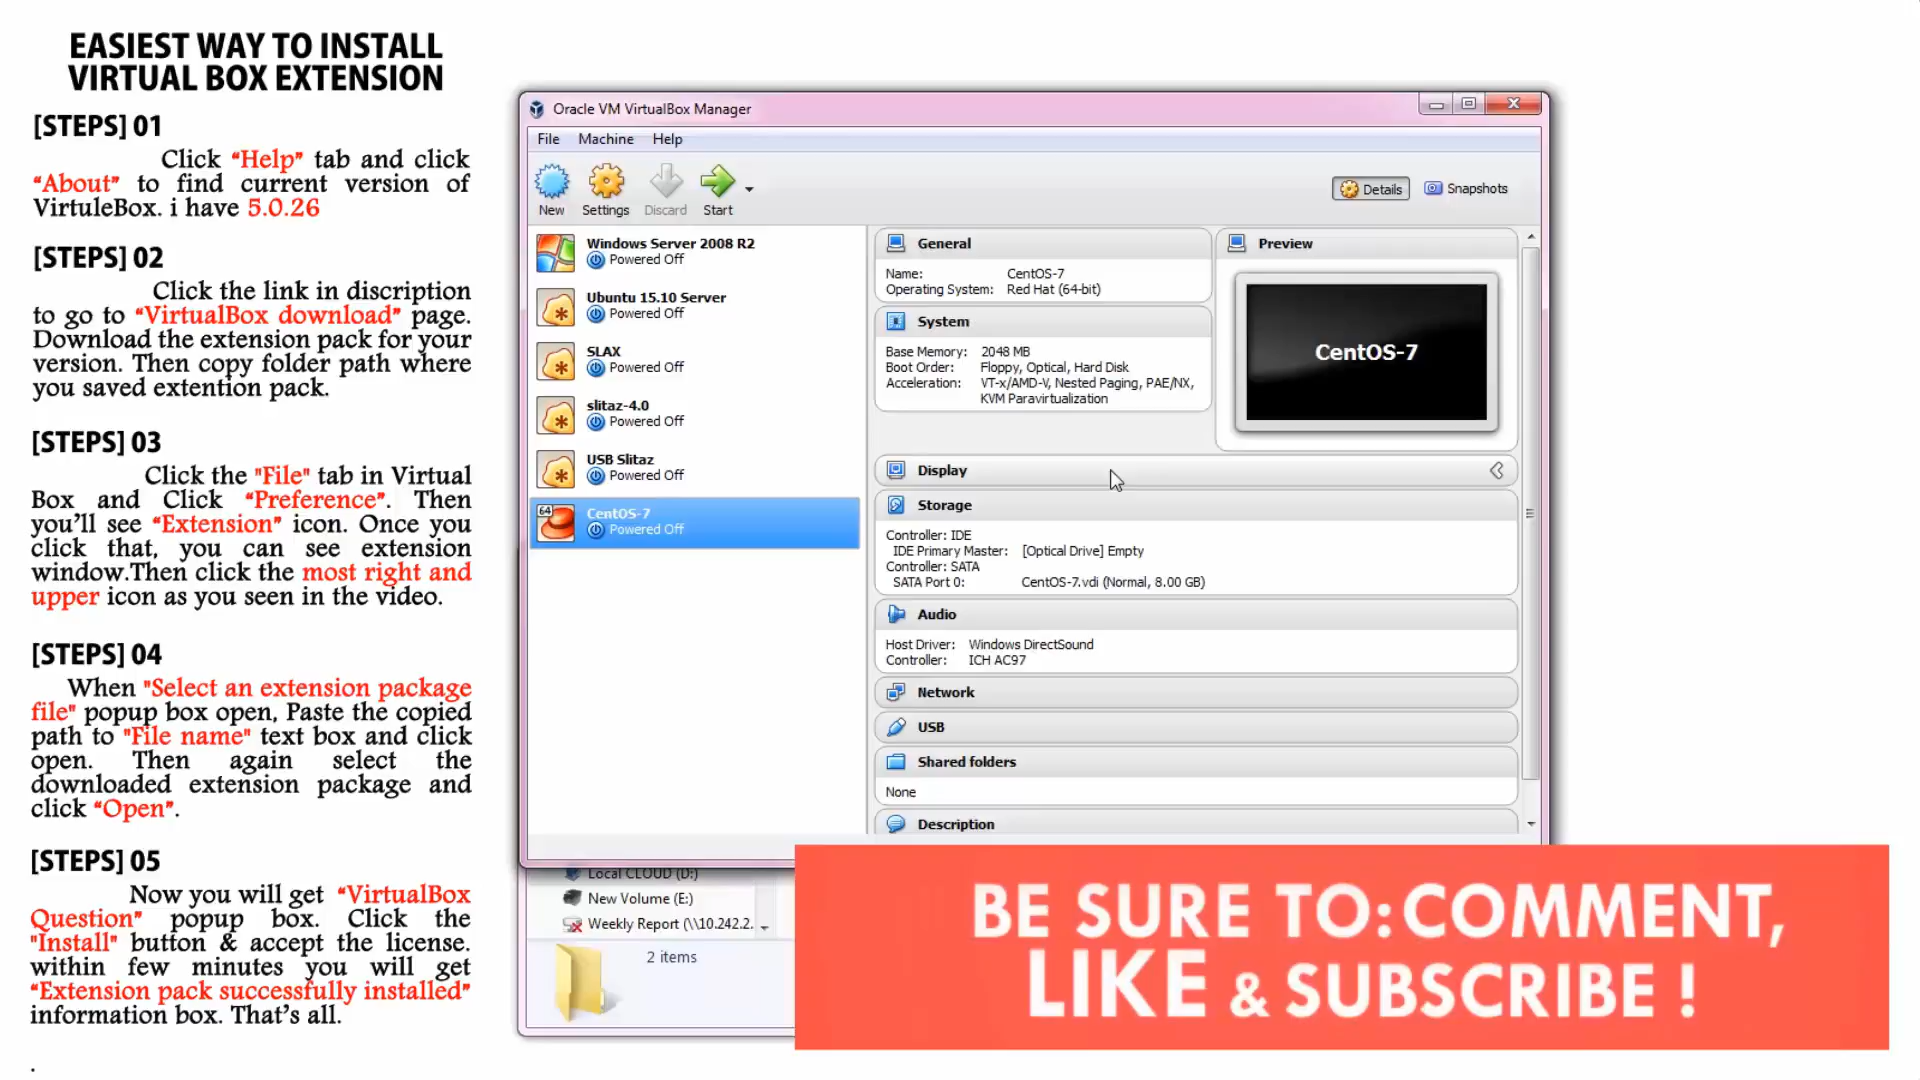 EASIEST WAY TO INSTALL
VIRTUAL BOX EXTENSION
[STEPS] 01
Click “Help” tab and click
“About” to find current version of
VirtuleBox. i have 5.0.26
[STEPS] 02
Click the link in discription
to go to “VirtualBox download” page.
Download the extension pack for your
version. Then copy folder path where
you saved extention pack.
[STEPS] 03
Click the "File" tab in Virtual
Box and Click “Preference”. Then
you’ll see “Extension” icon. Once you
click that, you can see extension
window.Then click the most right and
upper icon as you seen in the video.
[STEPS] 04
When "Select an extension package
file" popup box open, Paste the copied
path to "File name" text box and click
open. Then again select the
downloaded extension package and
click “Open”.
[STEPS] 05
Now you will get “VirtualBox
Question” popup box. Click the
"Install" button & accept the license.
within few minutes you will get
“Extension pack successfully installed”
information box. That’s all.
.
Oracle VM VirtualBox Manager
File Machine Help
New Settings Discard Start
Details Snapshots
Windows Server 2008 R2
Powered Off
Ubuntu 15.10 Server
Powered Off
SLAX
Powered Off
slitaz-4.0
Powered Off
USB Slitaz
Powered Off
64
CentOS-7
Powered Off
General
Name: CentOS-7
Operating System: Red Hat (64-bit)
System
Base Memory: 2048 MB
Boot Order: Floppy, Optical, Hard Disk
Acceleration: VT-x/AMD-V, Nested Paging, PAE/NX,
KVM Paravirtualization
Preview
CentOS-7
Display
Storage
Controller: IDE
IDE Primary Master: [Optical Drive] Empty
Controller: SATA
SATA Port 0: CentOS-7.vdi (Normal, 8.00 GB)
Audio
Host Driver: Windows DirectSound
Controller: ICH AC97
Network
USB
Shared folders
None
Description
Local CLOUD (D:)
New Volume (E:)
Weekly Report (\\10.242.2.
2 items
BE SURE TO:COMMENT,
LIKE & SUBSCRIBE !